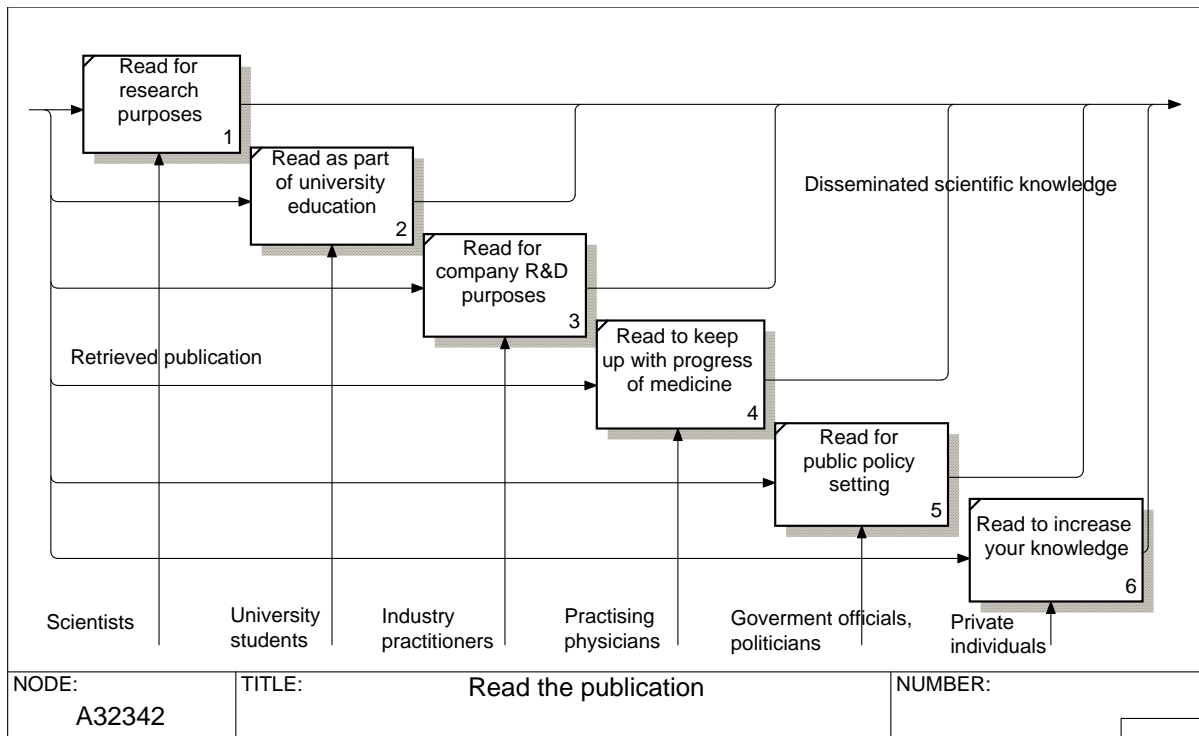 Read for
research
purposes
1
Read as part
of university
education
2
Disseminated scientific knowledge
Read for
company R&D
purposes
3
Retrieved publication
Read to keep
up with progress
of medicine
4
Read for
public policy
setting
5
Read to increase
your knowledge
6
Scientists
University
students
Industry
practitioners
Practising
physicians
Goverment officials,
politicians
Private
individuals
NODE:
A32342
TITLE:
Read the publication
NUMBER: